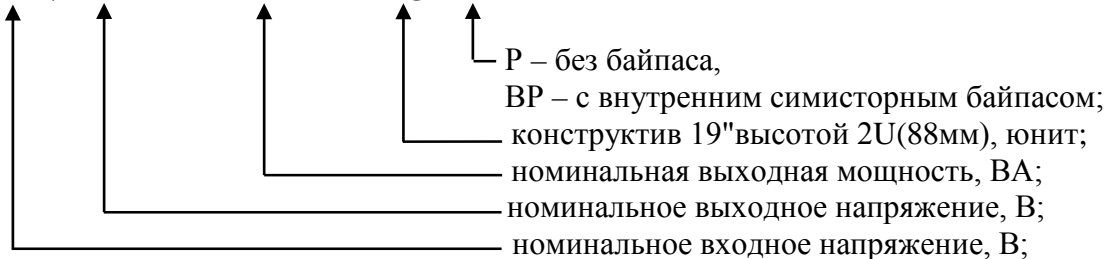 Р – без байпаса,
ВР – с внутренним симисторным байпасом;
конструктив 19"высотой 2U(88мм), юнит;
номинальная выходная мощность, ВА;
номинальное выходное напряжение, В;
номинальное входное напряжение, В;